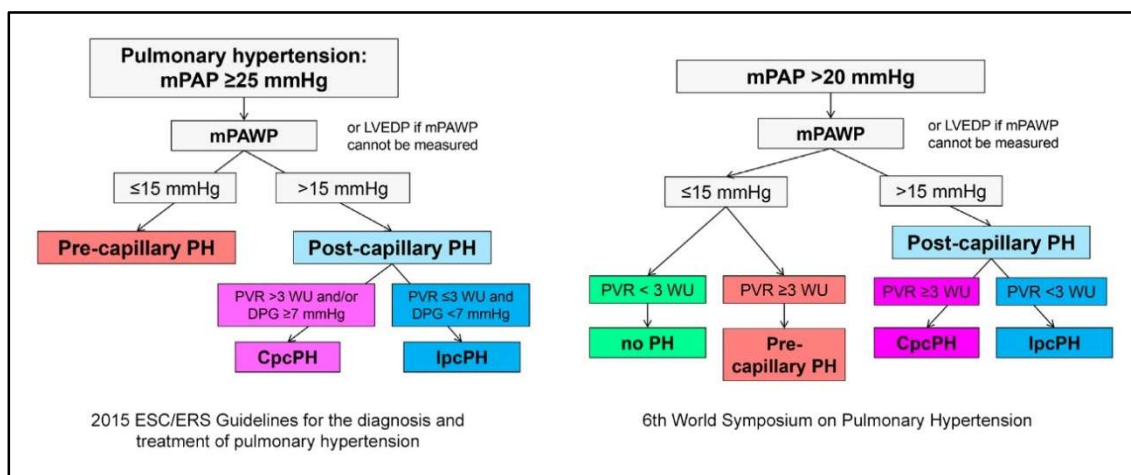 Pulmonary hypertension:
mPAP ≥25 mmHg
mPAWP
or LVEDP if mPAWP
cannot be measured
≤15 mmHg
>15 mmHg
Pre-capillary PH
Post-capillary PH
PVR >3 WU and/or
DPG ≥7 mmHg
PVR ≤3 WU and
DPG <7 mmHg
CpcPH
IpcPH
2015 ESC/ERS Guidelines for the diagnosis and
treatment of pulmonary hypertension
mPAP >20 mmHg
mPAWP
or LVEDP if mPAWP
cannot be measured
≤15 mmHg
>15 mmHg
Post-capillary PH
PVR < 3 WU
PVR ≥3 WU
PVR ≥3 WU
PVR <3 WU
no PH
Pre-
capillary PH
CpcPH
IpcPH
6th World Symposium on Pulmonary Hypertension